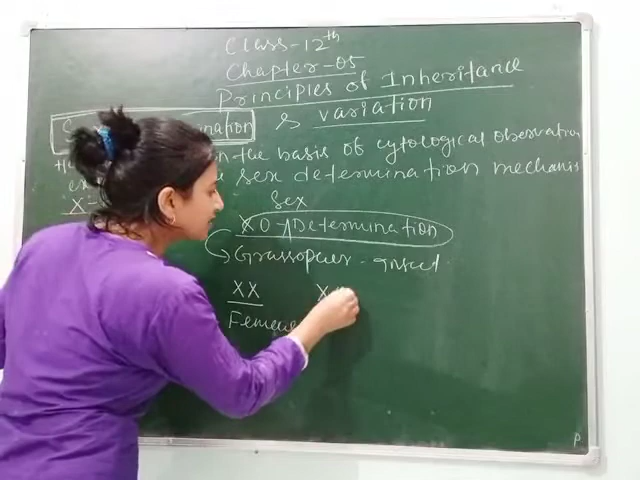 Class-12th
Chapter-05
Principles of Inheritance
& variation
on the basis of cytological observation
sex determination mechanis
X-
Sex
XO Determination
Grassopeer - insect.
XX X
Female
P